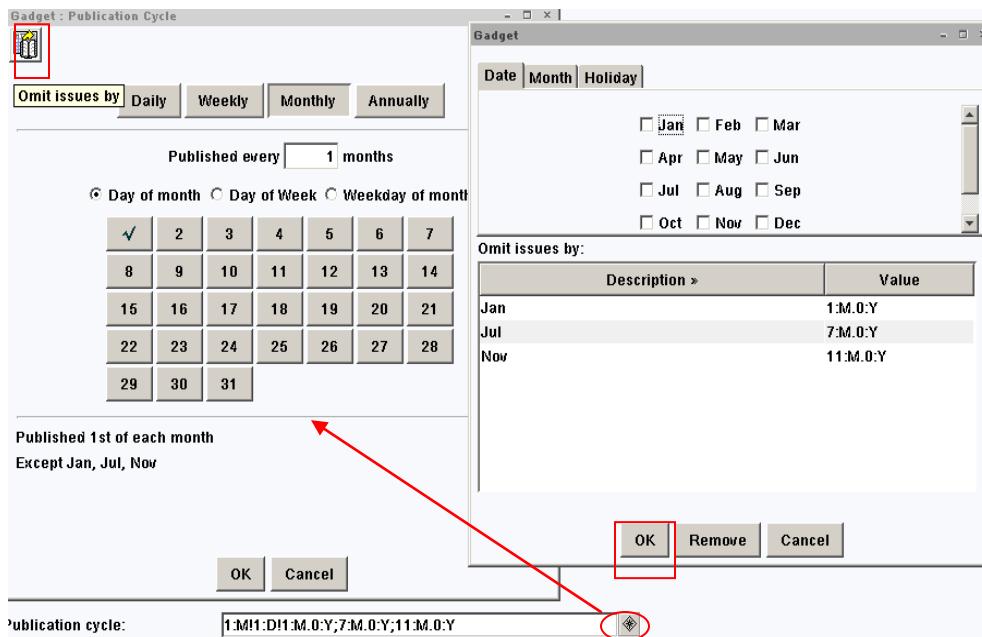 Gadget : Publication Cycle
Omit issues by
Daily Weekly Monthly Annually
Published every 1 months
Day of month Day of Week Weekday of month
2 3 4 5 6 7
8 9 10 11 12 13 14
15 16 17 18 19 20 21
22 23 24 25 26 27 28
29 30 31
Published 1st of each month
Except Jan, Jul, Nov
OK Cancel
Gadget
Date Month Holiday
Jan Feb Mar
Apr May Jun
Jul Aug Sep
Oct Nov Dec
Omit issues by:
Description » Value
Jan 1:M.0:Y
Jul 7:M.0:Y
Nov 11:M.0:Y
OK Remove Cancel
Publication cycle: 1:M!1:D!1:M.0:Y;7:M.0:Y;11:M.0:Y